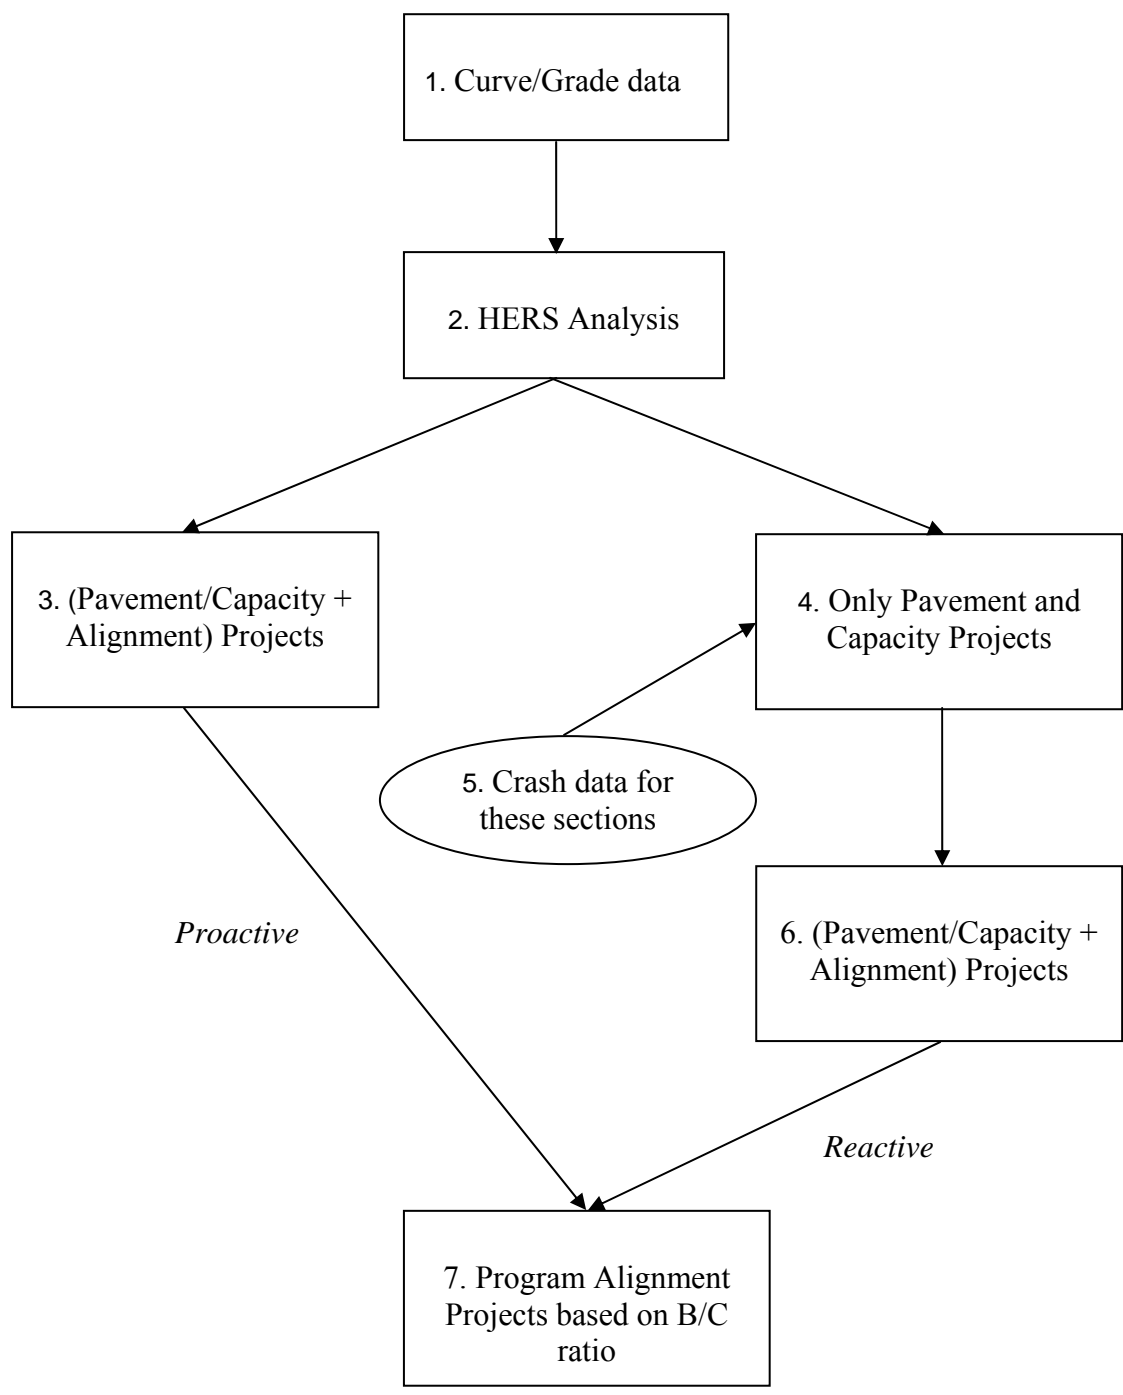 1. Curve/Grade data
2. HERS Analysis
3. (Pavement/Capacity +
Alignment) Projects
4. Only Pavement and
Capacity Projects
5. Crash data for
these sections
6. (Pavement/Capacity +
Alignment) Projects
Proactive
Reactive
7. Program Alignment
Projects based on B/C
ratio